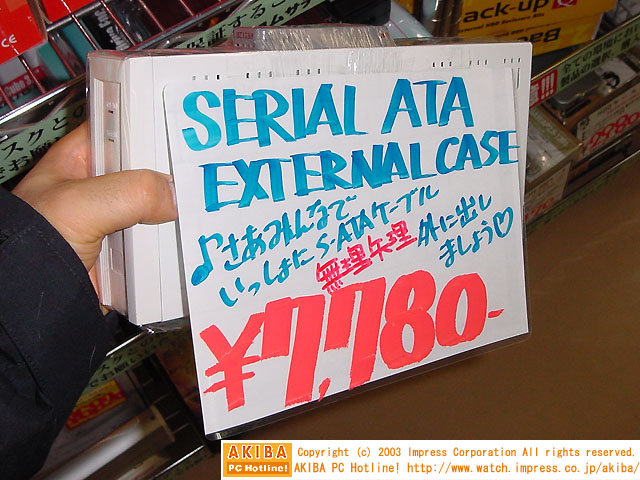 ack-up
SERIAL ATA
EXTERNAL CASE
♪さあみんなで
いっしょに S-ATAケーブル
無理矢理 外に出し
ましょう♡
¥7,780-
AKIBA
PC Hotline!
Copyright (c) 2003 Impress Corporation All rights reserved.
AKIBA PC Hotline! http://www.watch.impress.co.jp/akiba/